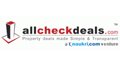 allcheckdeals.com
Property deals made Simple & Transparent
a naukri.com venture